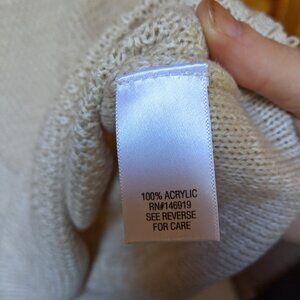 100% ACRYLIC
RN#146919
SEE REVERSE
FOR CARE